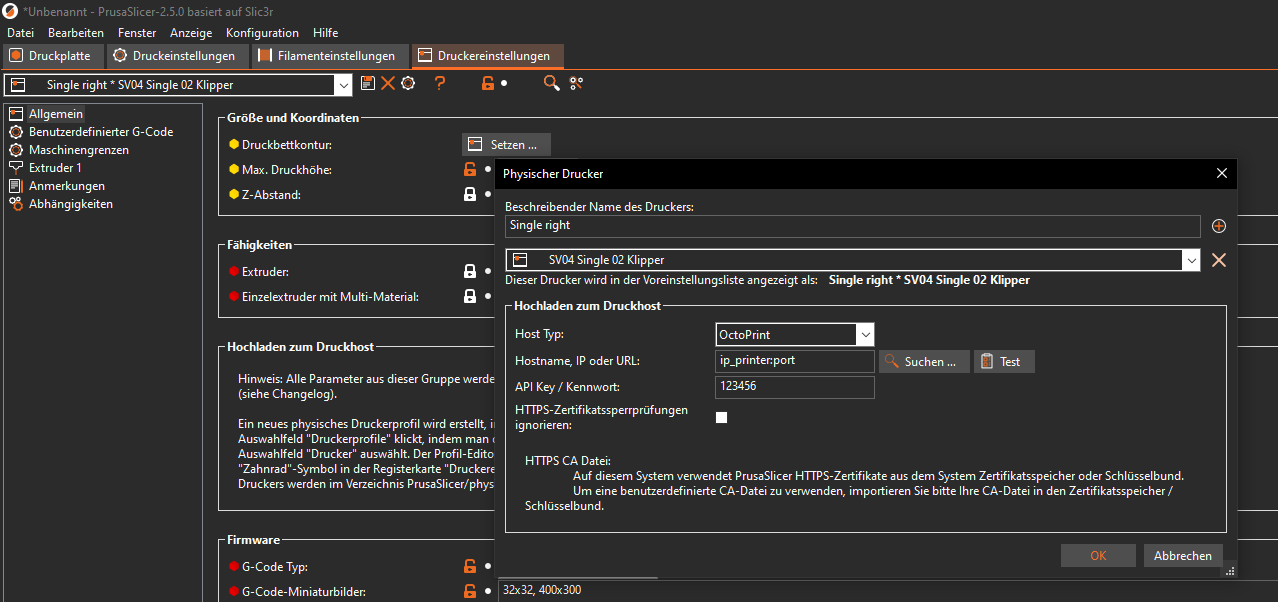 *Unbenannt - PrusaSlicer-2.5.0 basiert auf Slic3r
Datei Bearbeiten Fenster Anzeige Konfiguration Hilfe
Druckplatte Druckeinstellungen Filamenteinstellungen Druckereinstellungen
Single right * SV04 Single 02 Klipper
?
Allgemein
Benutzerdefinierter G-Code
Maschinengrenzen
Extruder 1
Anmerkungen
Abhängigkeiten
Größe und Koordinaten
Druckbettkontur:
Setzen ...
Max. Druckhöhe:
Z-Abstand:
Fähigkeiten
Extruder:
Einzelextruder mit Multi-Material:
Hochladen zum Druckhost
Hinweis: Alle Parameter aus dieser Gruppe werde
(siehe Changelog).
Ein neues physisches Druckerprofil wird erstellt, i
Auswahlfeld "Druckerprofile" klickt, indem man
Auswahlfeld "Drucker" auswählt. Der Profil-Edito
"Zahnrad"-Symbol in der Registerkarte "Druckere
Druckers werden im Verzeichnis PrusaSlicer/phys
Firmware
G-Code Typ:
G-Code-Miniaturbilder:
32x32, 400x300
Physischer Drucker
Beschreibender Name des Druckers:
Single right
SV04 Single 02 Klipper
Dieser Drucker wird in der Voreinstellungsliste angezeigt als: Single right * SV04 Single 02 Klipper
Hochladen zum Druckhost
Host Typ:
OctoPrint
Hostname, IP oder URL:
ip_printer:port
Suchen ...
Test
API Key / Kennwort:
123456
HTTPS-Zertifikatssperrprüfungen
ignorieren:
HTTPS CA Datei:
Auf diesem System verwendet PrusaSlicer HTTPS-Zertifikate aus dem System Zertifikatsspeicher oder Schlüsselbund.
Um eine benutzerdefinierte CA-Datei zu verwenden, importieren Sie bitte Ihre CA-Datei in den Zertifikatsspeicher /
Schlüsselbund.
OK
Abbrechen